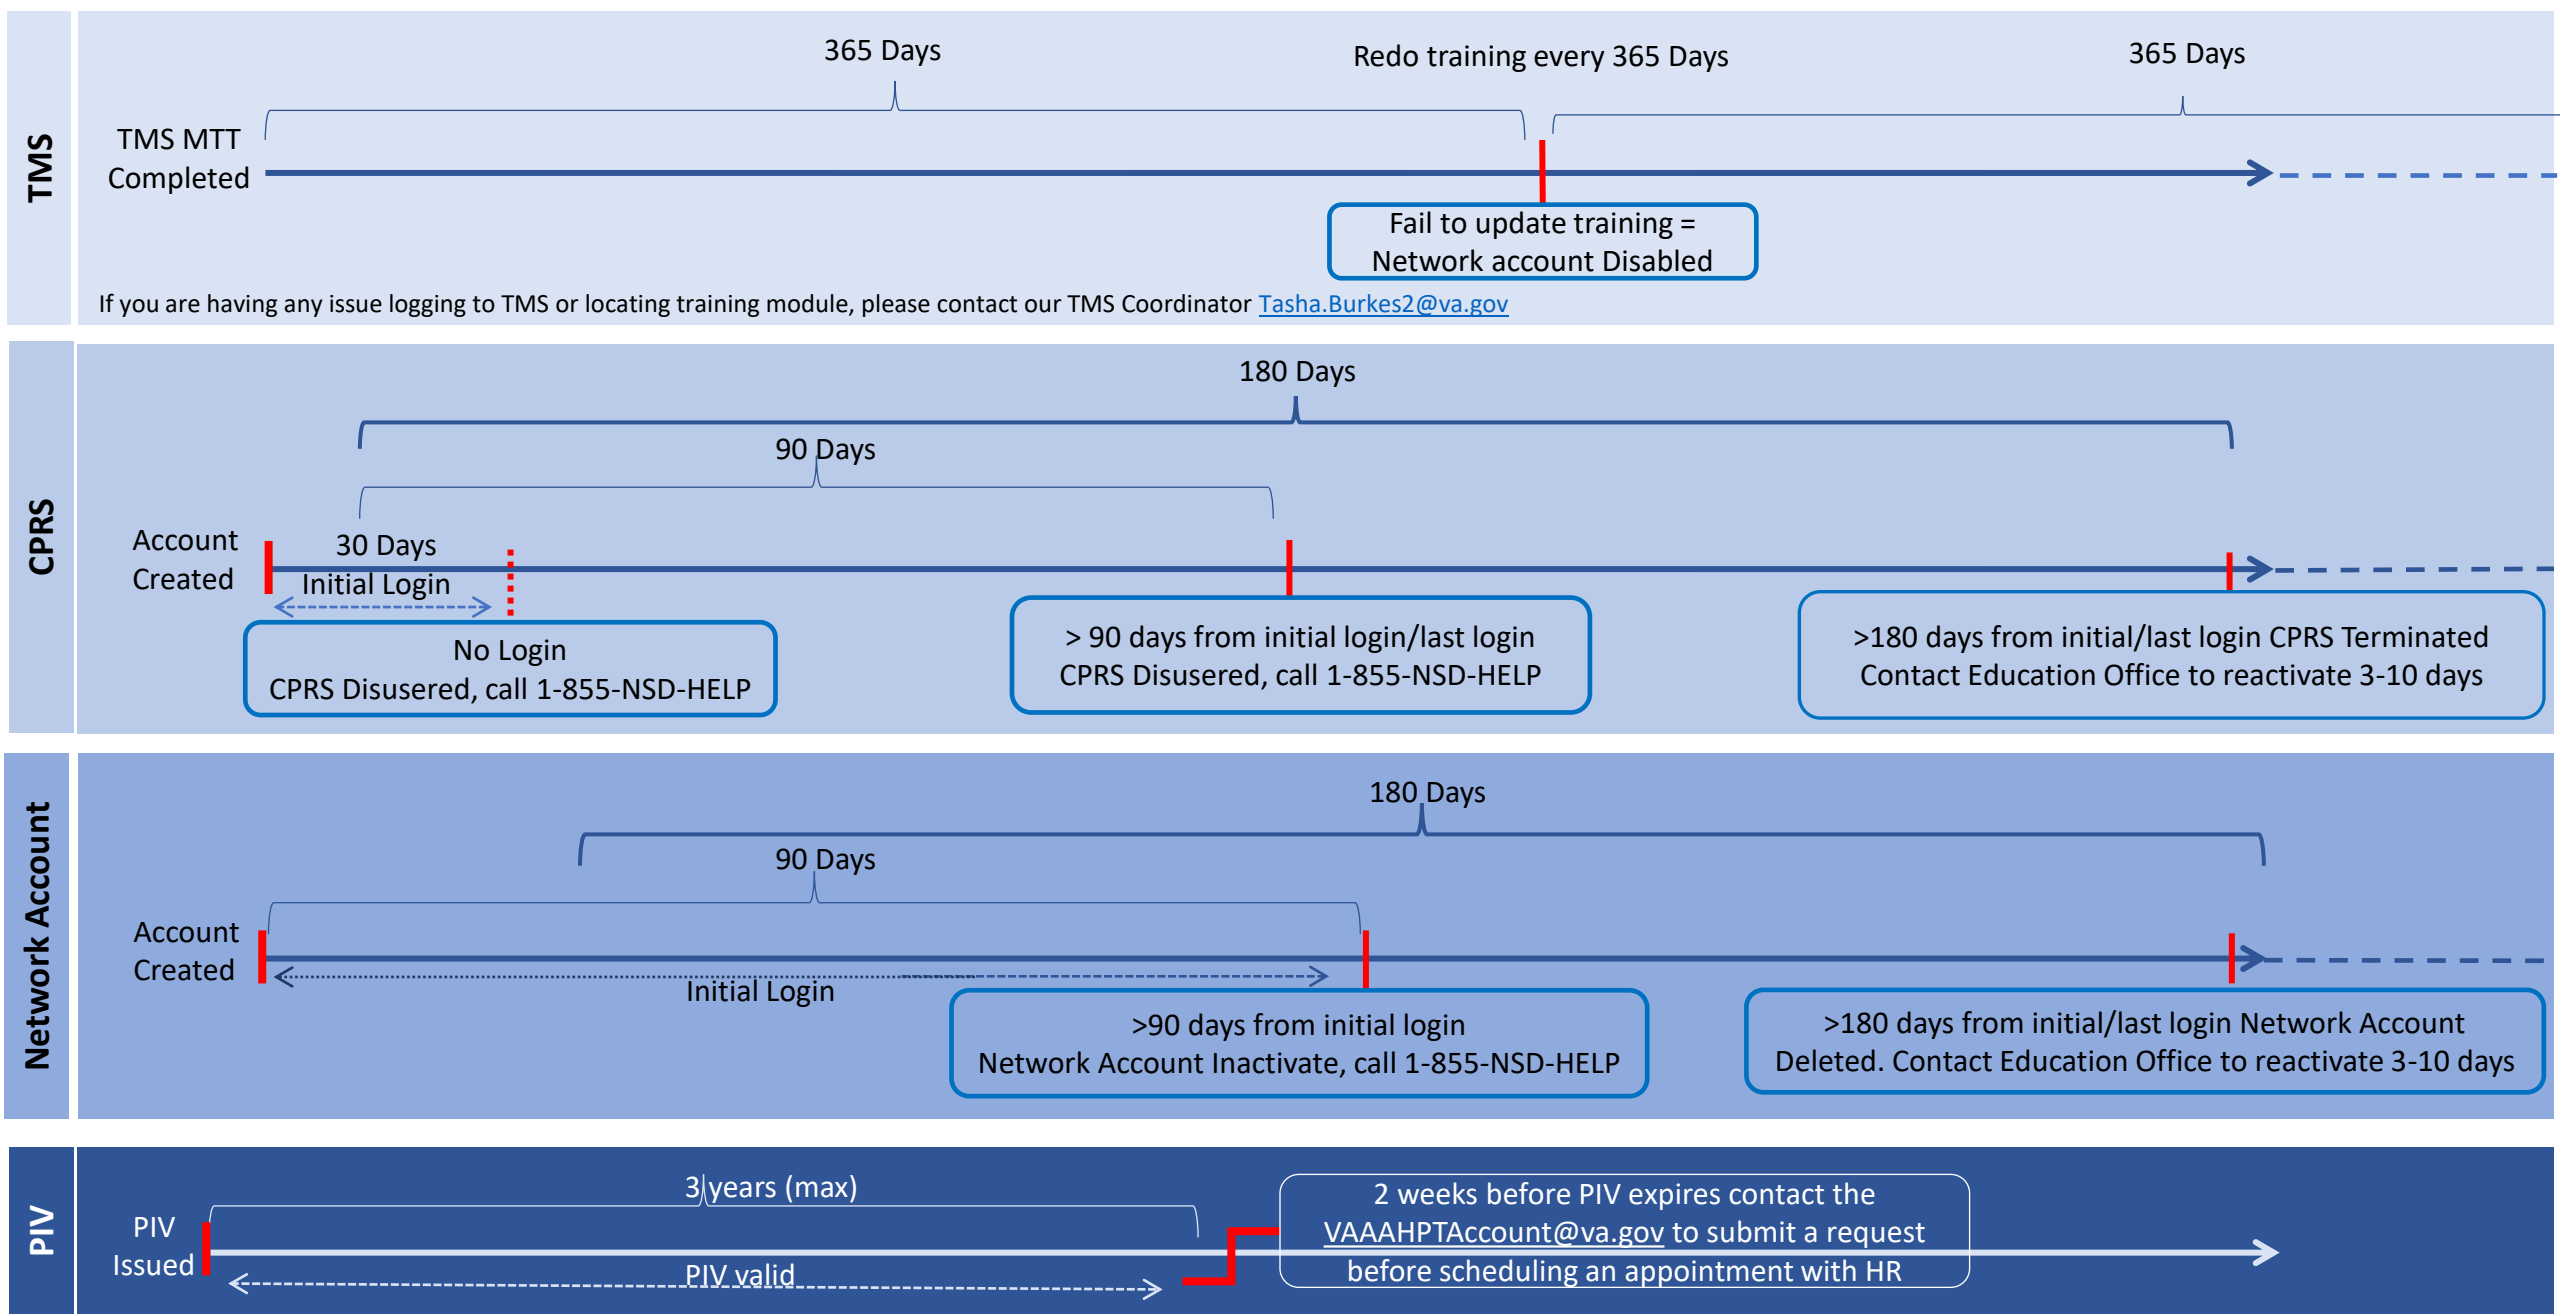 TMS
365 Days
Redo training every 365 Days
365 Days
TMS MTT
Completed
Fail to update training =
Network account Disabled
If you are having any issue logging to TMS or locating training module, please contact our TMS Coordinator Tasha.Burkes2@va.gov
CPRS
180 Days
90 Days
Account
Created
30 Days
Initial Login
No Login
CPRS Disusered, call 1-855-NSD-HELP
> 90 days from initial login/last login
CPRS Disusered, call 1-855-NSD-HELP
>180 days from initial/last login CPRS Terminated
Contact Education Office to reactivate 3-10 days
Network Account
180 Days
90 Days
Account
Created
Initial Login
>90 days from initial login
Network Account Inactivate, call 1-855-NSD-HELP
>180 days from initial/last login Network Account
Deleted. Contact Education Office to reactivate 3-10 days
PIV
3 years (max)
PIV
Issued
PIV valid
2 weeks before PIV expires contact the
VAAAHPTAccount@va.gov to submit a request
before scheduling an appointment with HR